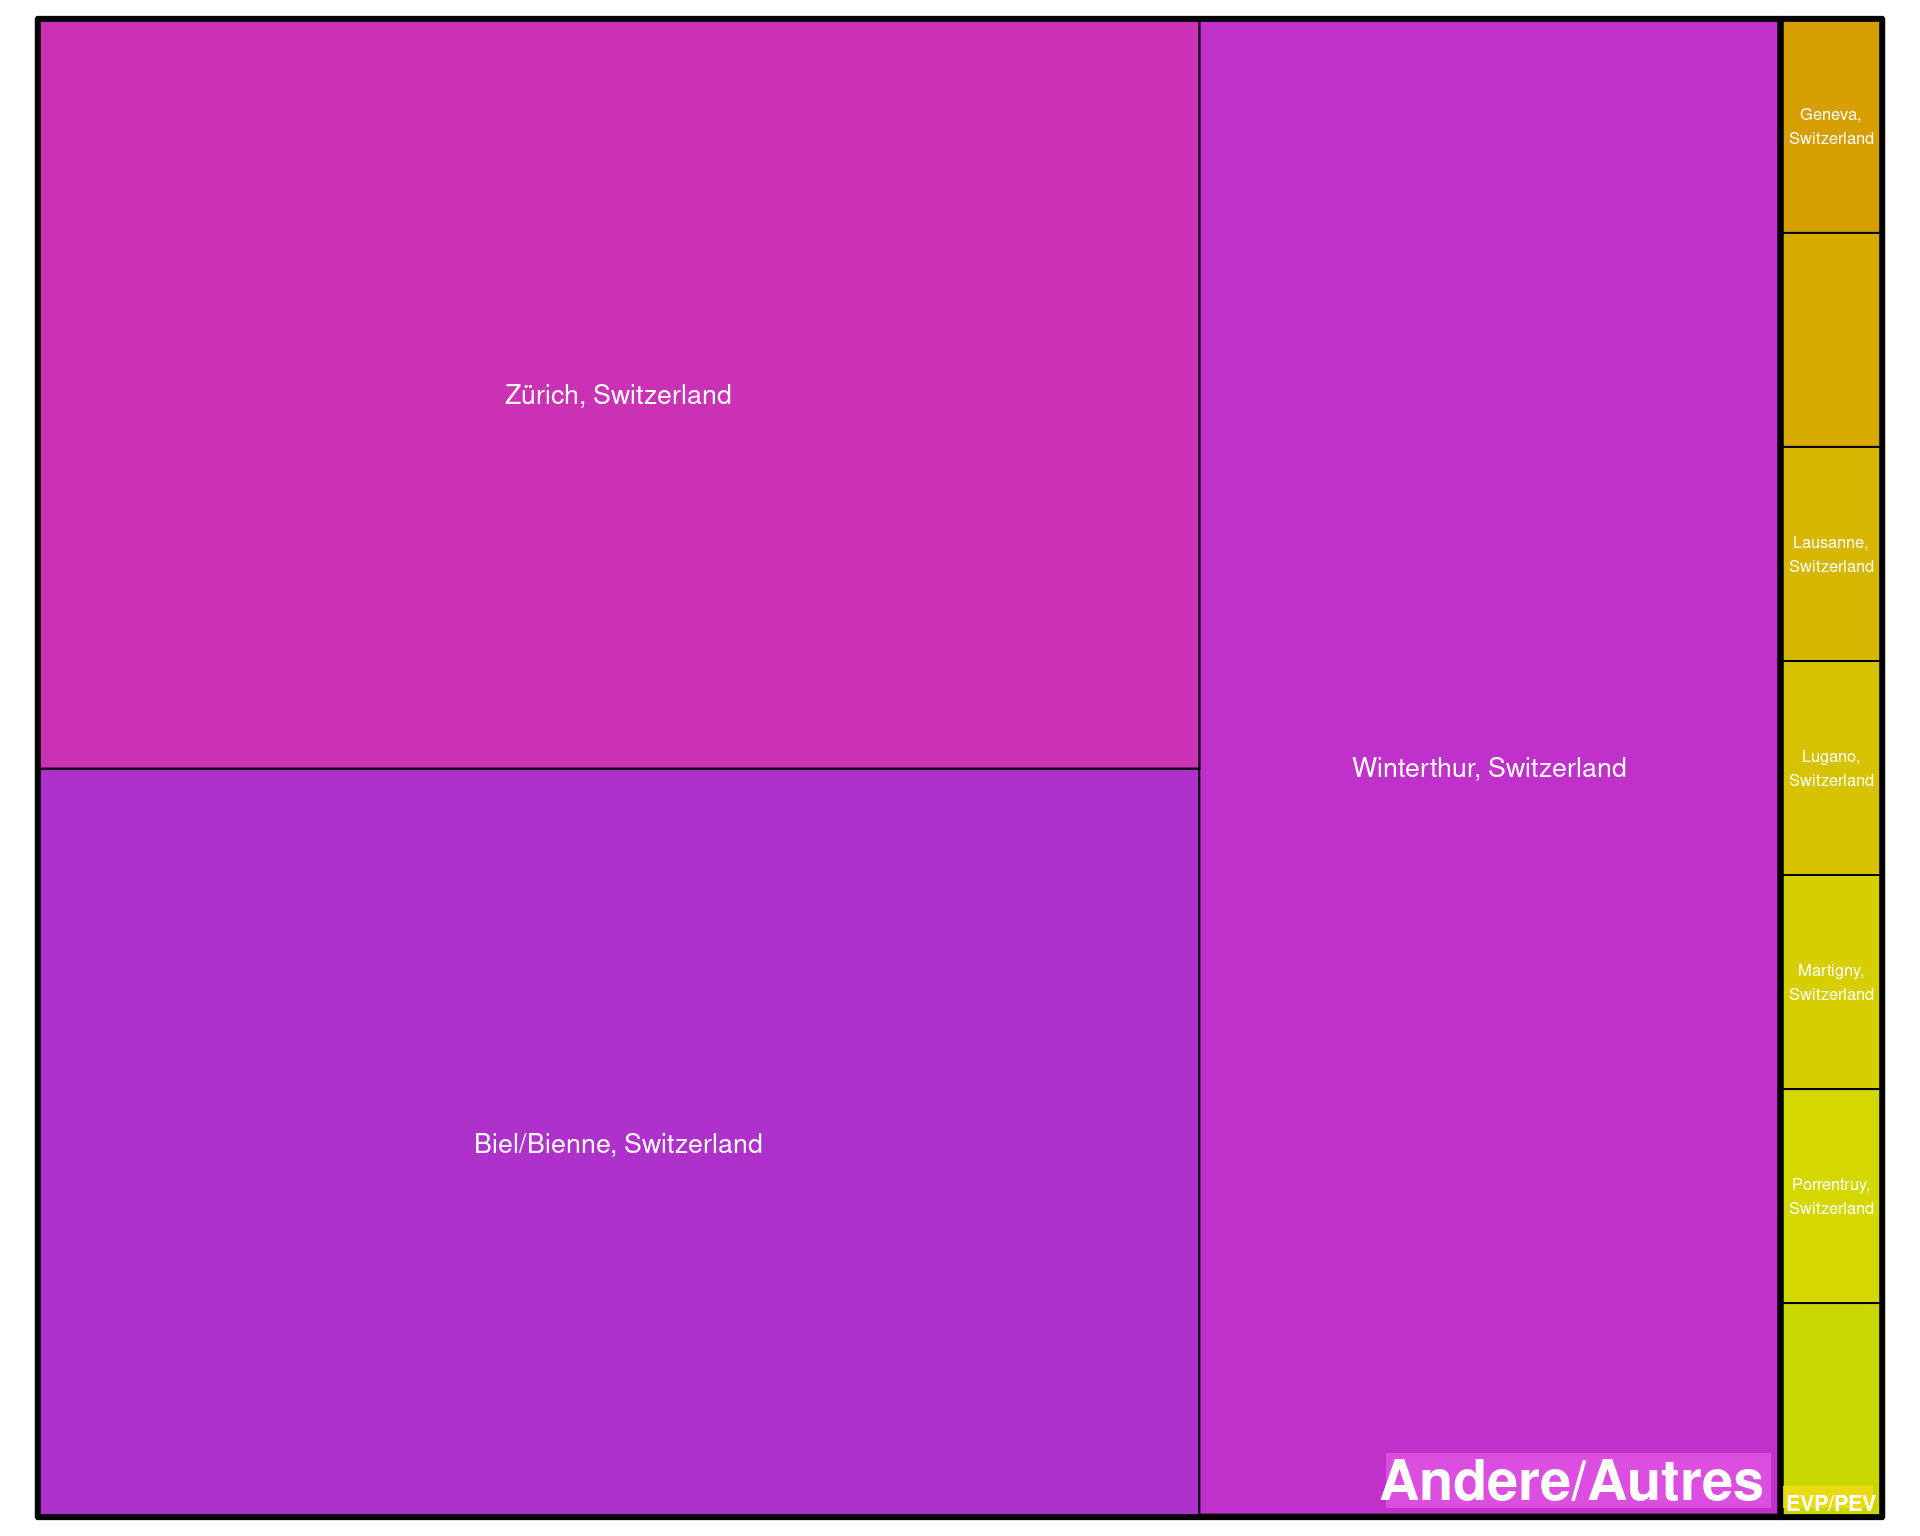 Zürich, Switzerland
Biel/Bienne, Switzerland
Winterthur, Switzerland
Andere/Autres
Geneva,
Switzerland
Lausanne,
Switzerland
Lugano,
Switzerland
Martigny,
Switzerland
Porrentruy,
Switzerland
EVP/PEV